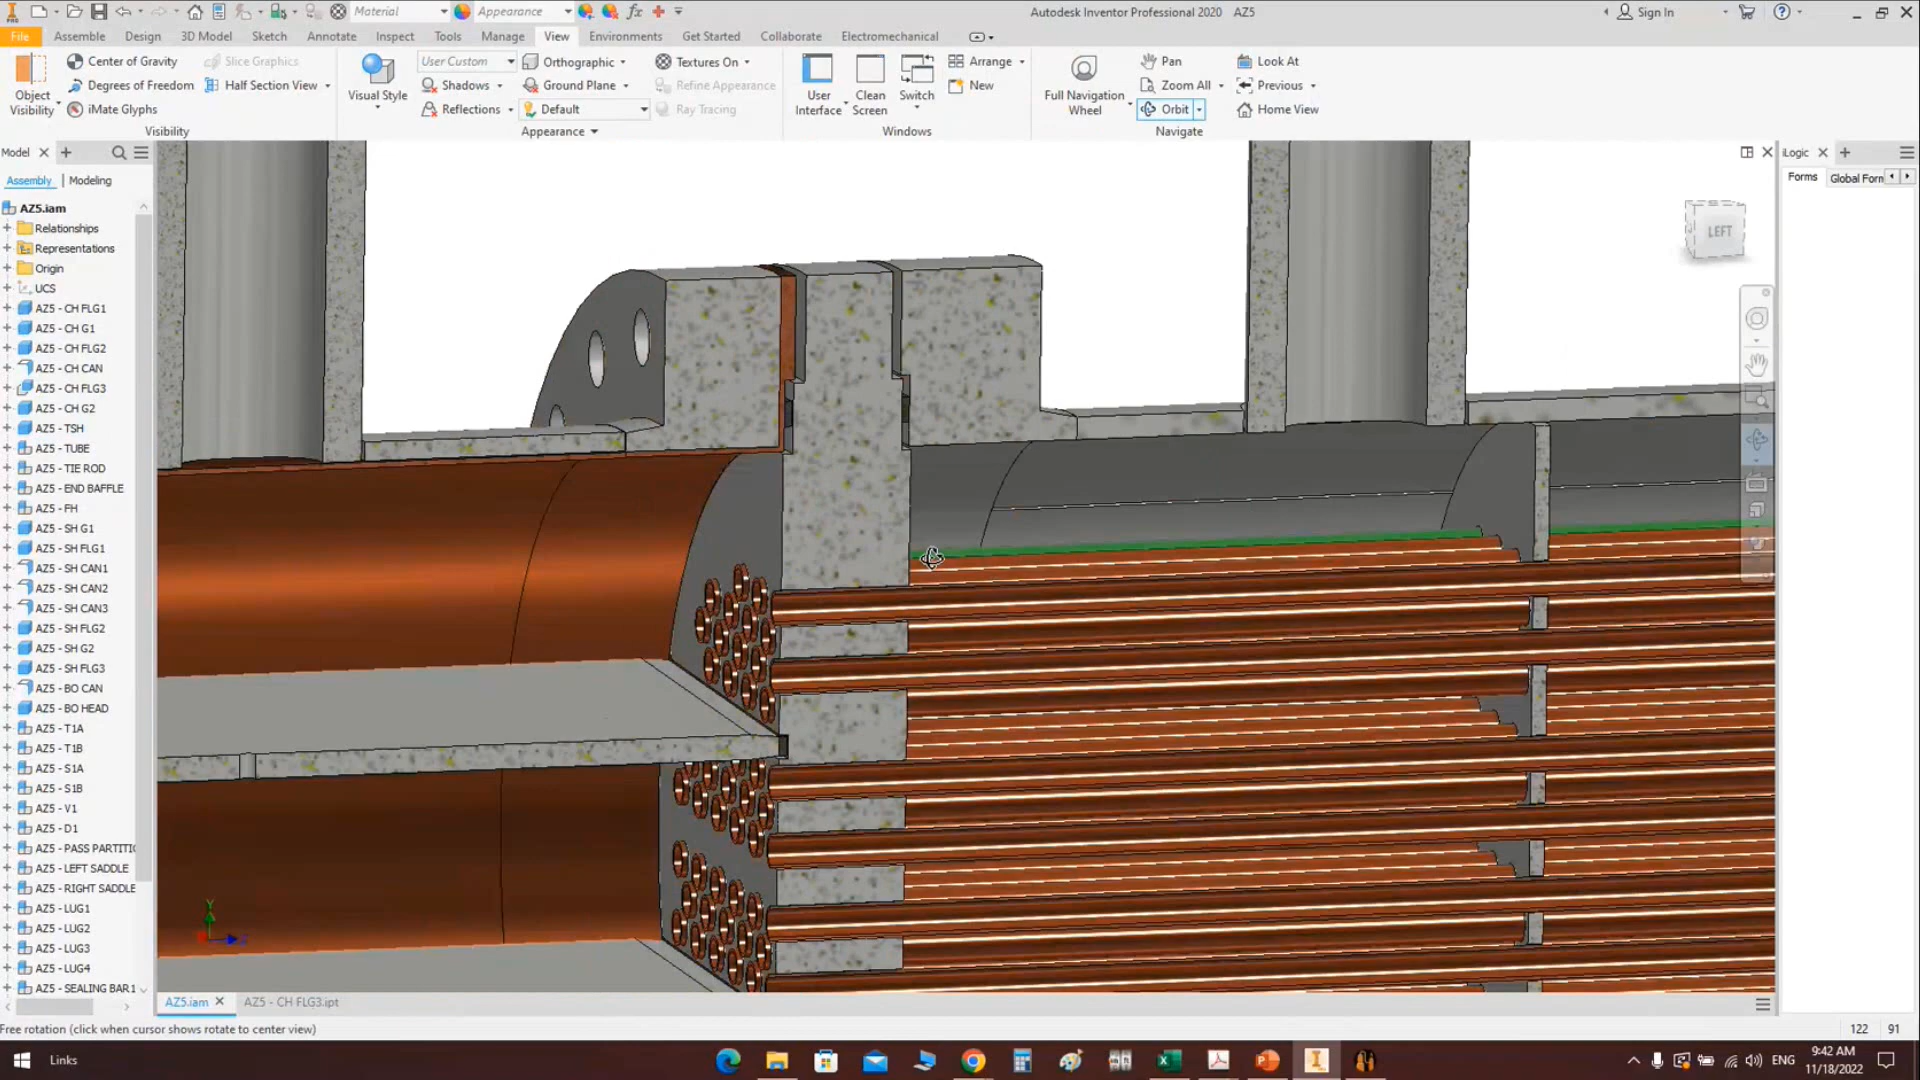 Material
Appearance
Autodesk Inventor Professional 2020 AZ5
Sign In
File Assemble Design 3D Model Sketch Annotate Inspect Tools Manage View Environments Get Started Collaborate Electromechanical
Object Visibility
Center of Gravity
Degrees of Freedom
iMate Glyphs
Slice Graphics
Half Section View
Visibility
Visual Style
User Custom
Shadows
Reflections
Orthographic
Ground Plane
Default
Textures On
Refine Appearance
Ray Tracing
Appearance
User Interface
Clean Screen
Switch
Arrange
New
Windows
Full Navigation Wheel
Pan
Zoom All
Orbit
Look At
Previous
Home View
Navigate
Model
Assembly
Modeling
AZ5.iam
Relationships
Representations
Origin
UCS
AZ5 - CH FLG1
AZ5 - CH G1
AZ5 - CH FLG2
AZ5 - CH CAN
AZ5 - CH FLG3
AZ5 - CH G2
AZ5 - TSH
AZ5 - TUBE
AZ5 - TIE ROD
AZ5 - END BAFFLE
AZ5 - FH
AZ5 - SH G1
AZ5 - SH FLG1
AZ5 - SH CAN1
AZ5 - SH CAN2
AZ5 - SH CAN3
AZ5 - SH FLG2
AZ5 - SH G2
AZ5 - SH FLG3
AZ5 - BO CAN
AZ5 - BO HEAD
AZ5 - T1A
AZ5 - T1B
AZ5 - S1A
AZ5 - S1B
AZ5 - V1
AZ5 - D1
AZ5 - PASS PARTITI
AZ5 - LEFT SADDLE
AZ5 - RIGHT SADDLE
AZ5 - LUG1
AZ5 - LUG2
AZ5 - LUG3
AZ5 - LUG4
AZ5 - SEALING BAR1
LEFT
Y
iLogic
Forms
Global Forn
AZ5.iam
AZ5 - CH FLG3.ipt
Free rotation (click when cursor shows rotate to center view)
122 91
Links
ENG
9:42 AM
11/18/2022